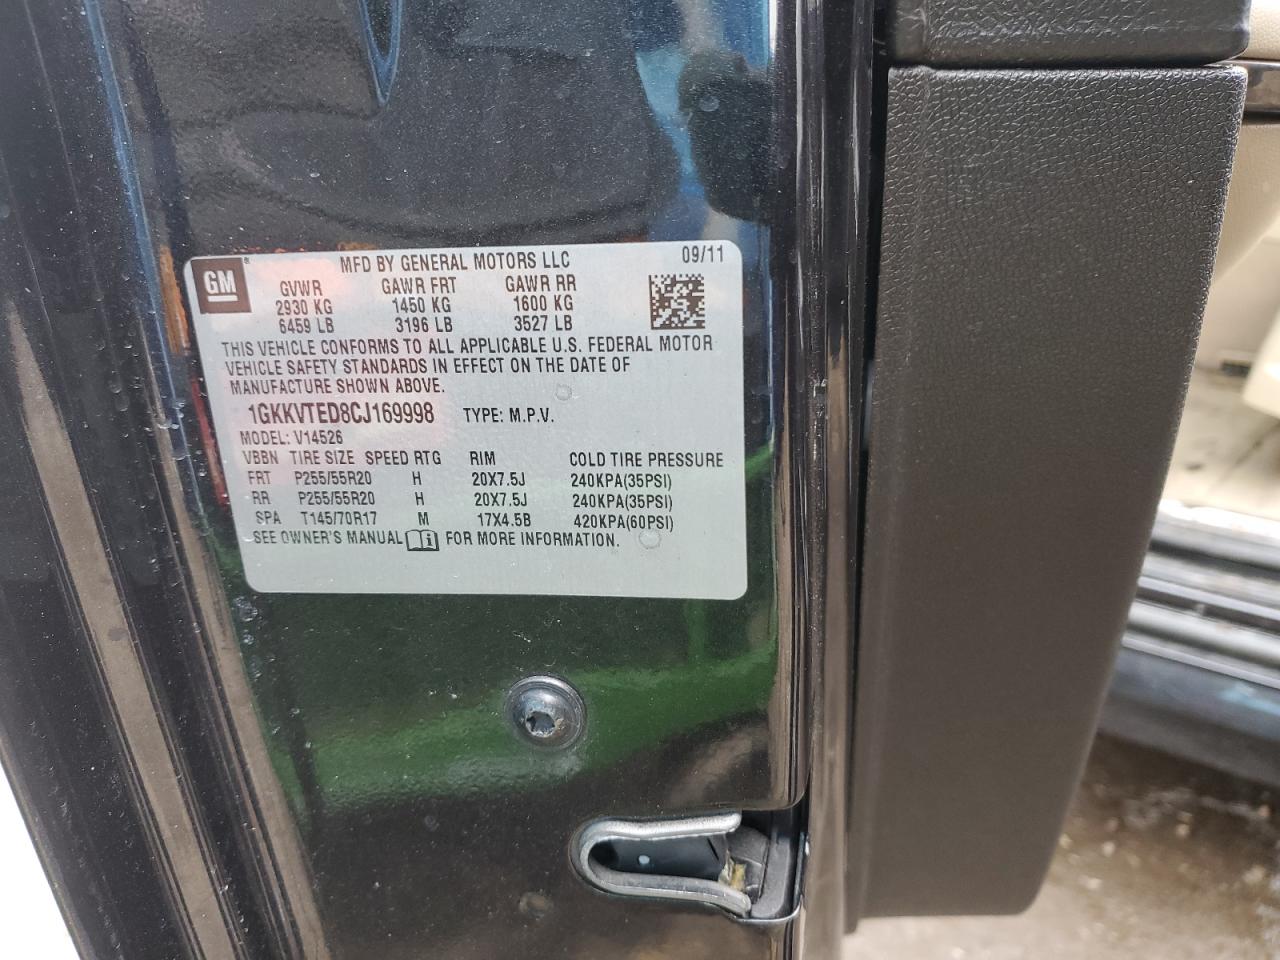 GM MFD BY GENERAL MOTORS LLC 09/11
GVWR GAWR FRT GAWR RR
2930 KG 1450 KG 1600 KG
6459 LB 3196 LB 3527 LB
THIS VEHICLE CONFORMS TO ALL APPLICABLE U.S. FEDERAL MOTOR
VEHICLE SAFETY STANDARDS IN EFFECT ON THE DATE OF
MANUFACTURE SHOWN ABOVE.
1GKKVTED8CJ169998 TYPE: M.P.V.
MODEL: V14526
VBBN TIRE SIZE SPEED RTG RIM COLD TIRE PRESSURE
FRT P255/55R20 H 20X7.5J 240KPA(35PSI)
RR P255/55R20 H 20X7.5J 240KPA(35PSI)
SPA T145/70R17 M 17X4.5B 420KPA(60PSI)
SEE OWNER'S MANUAL FOR MORE INFORMATION.